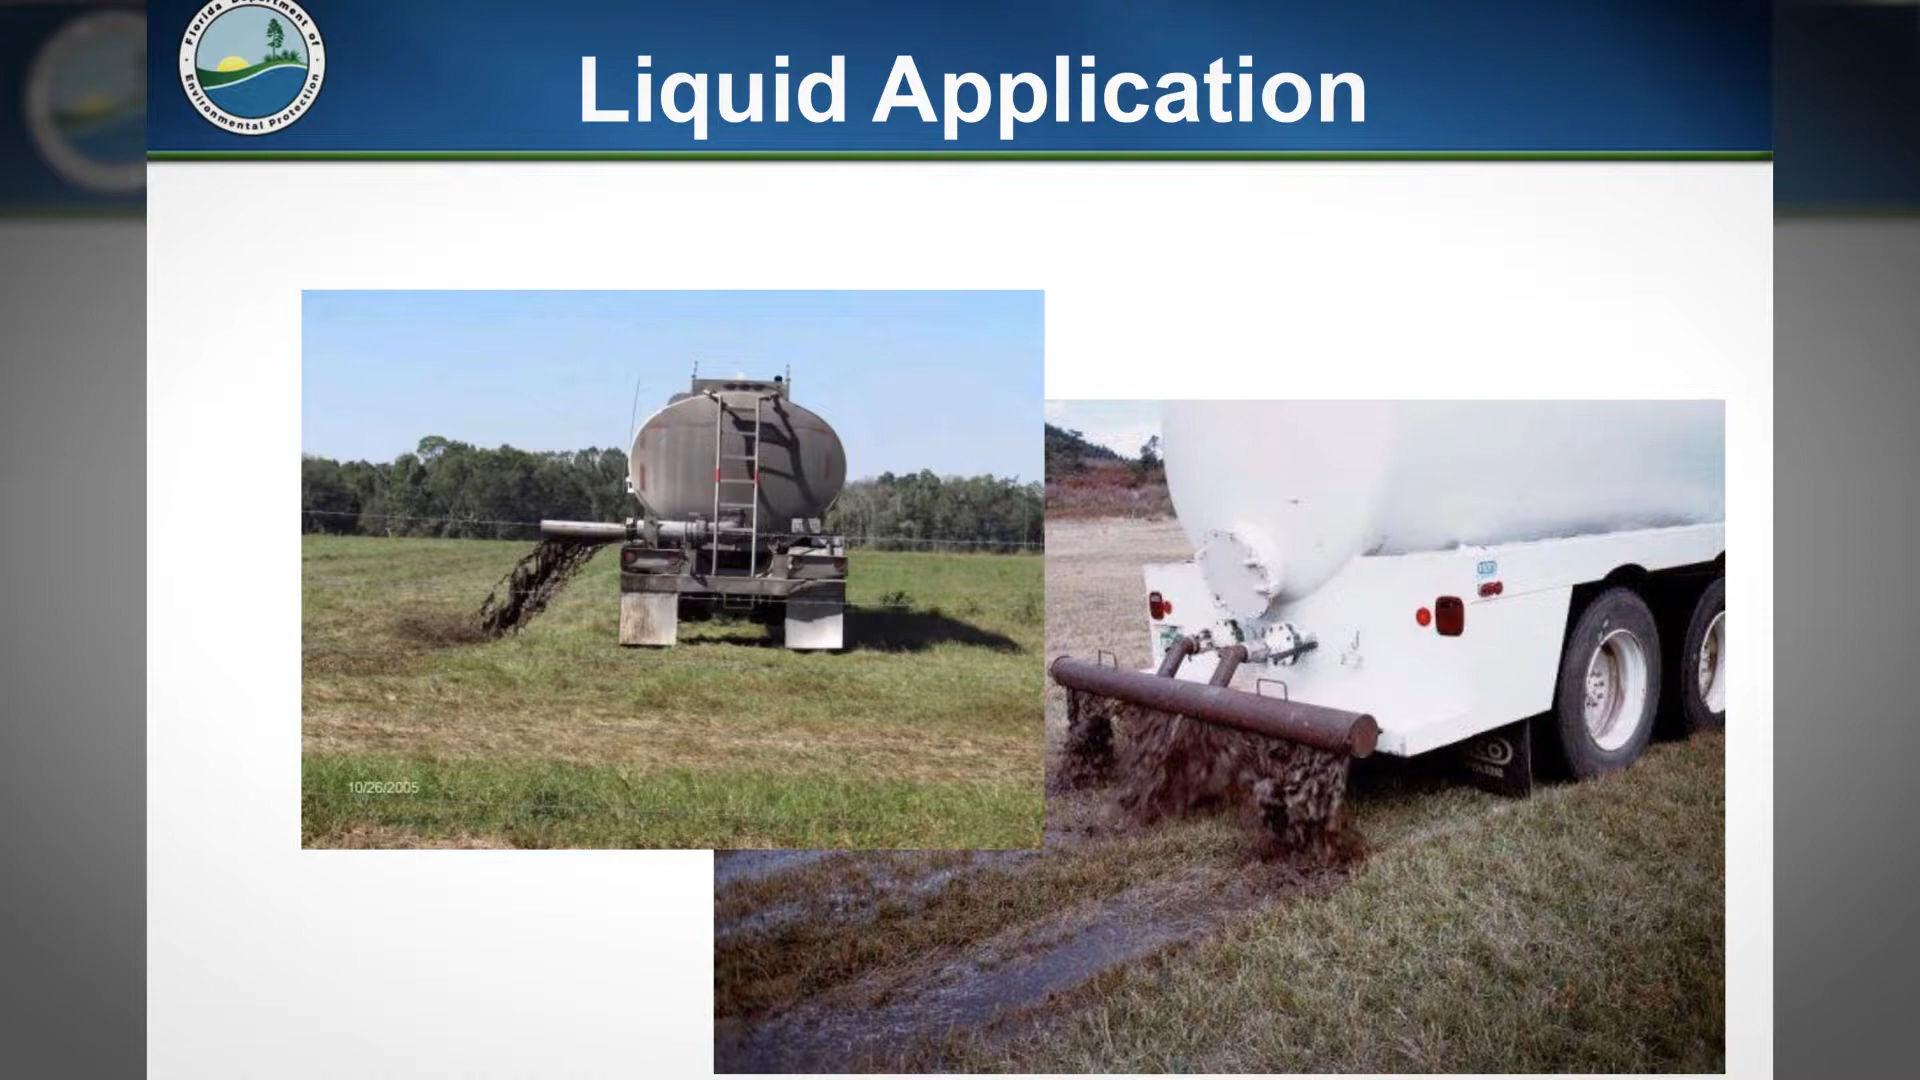 Florida Department of
Environmental Protection
Liquid Application
10/26/2005